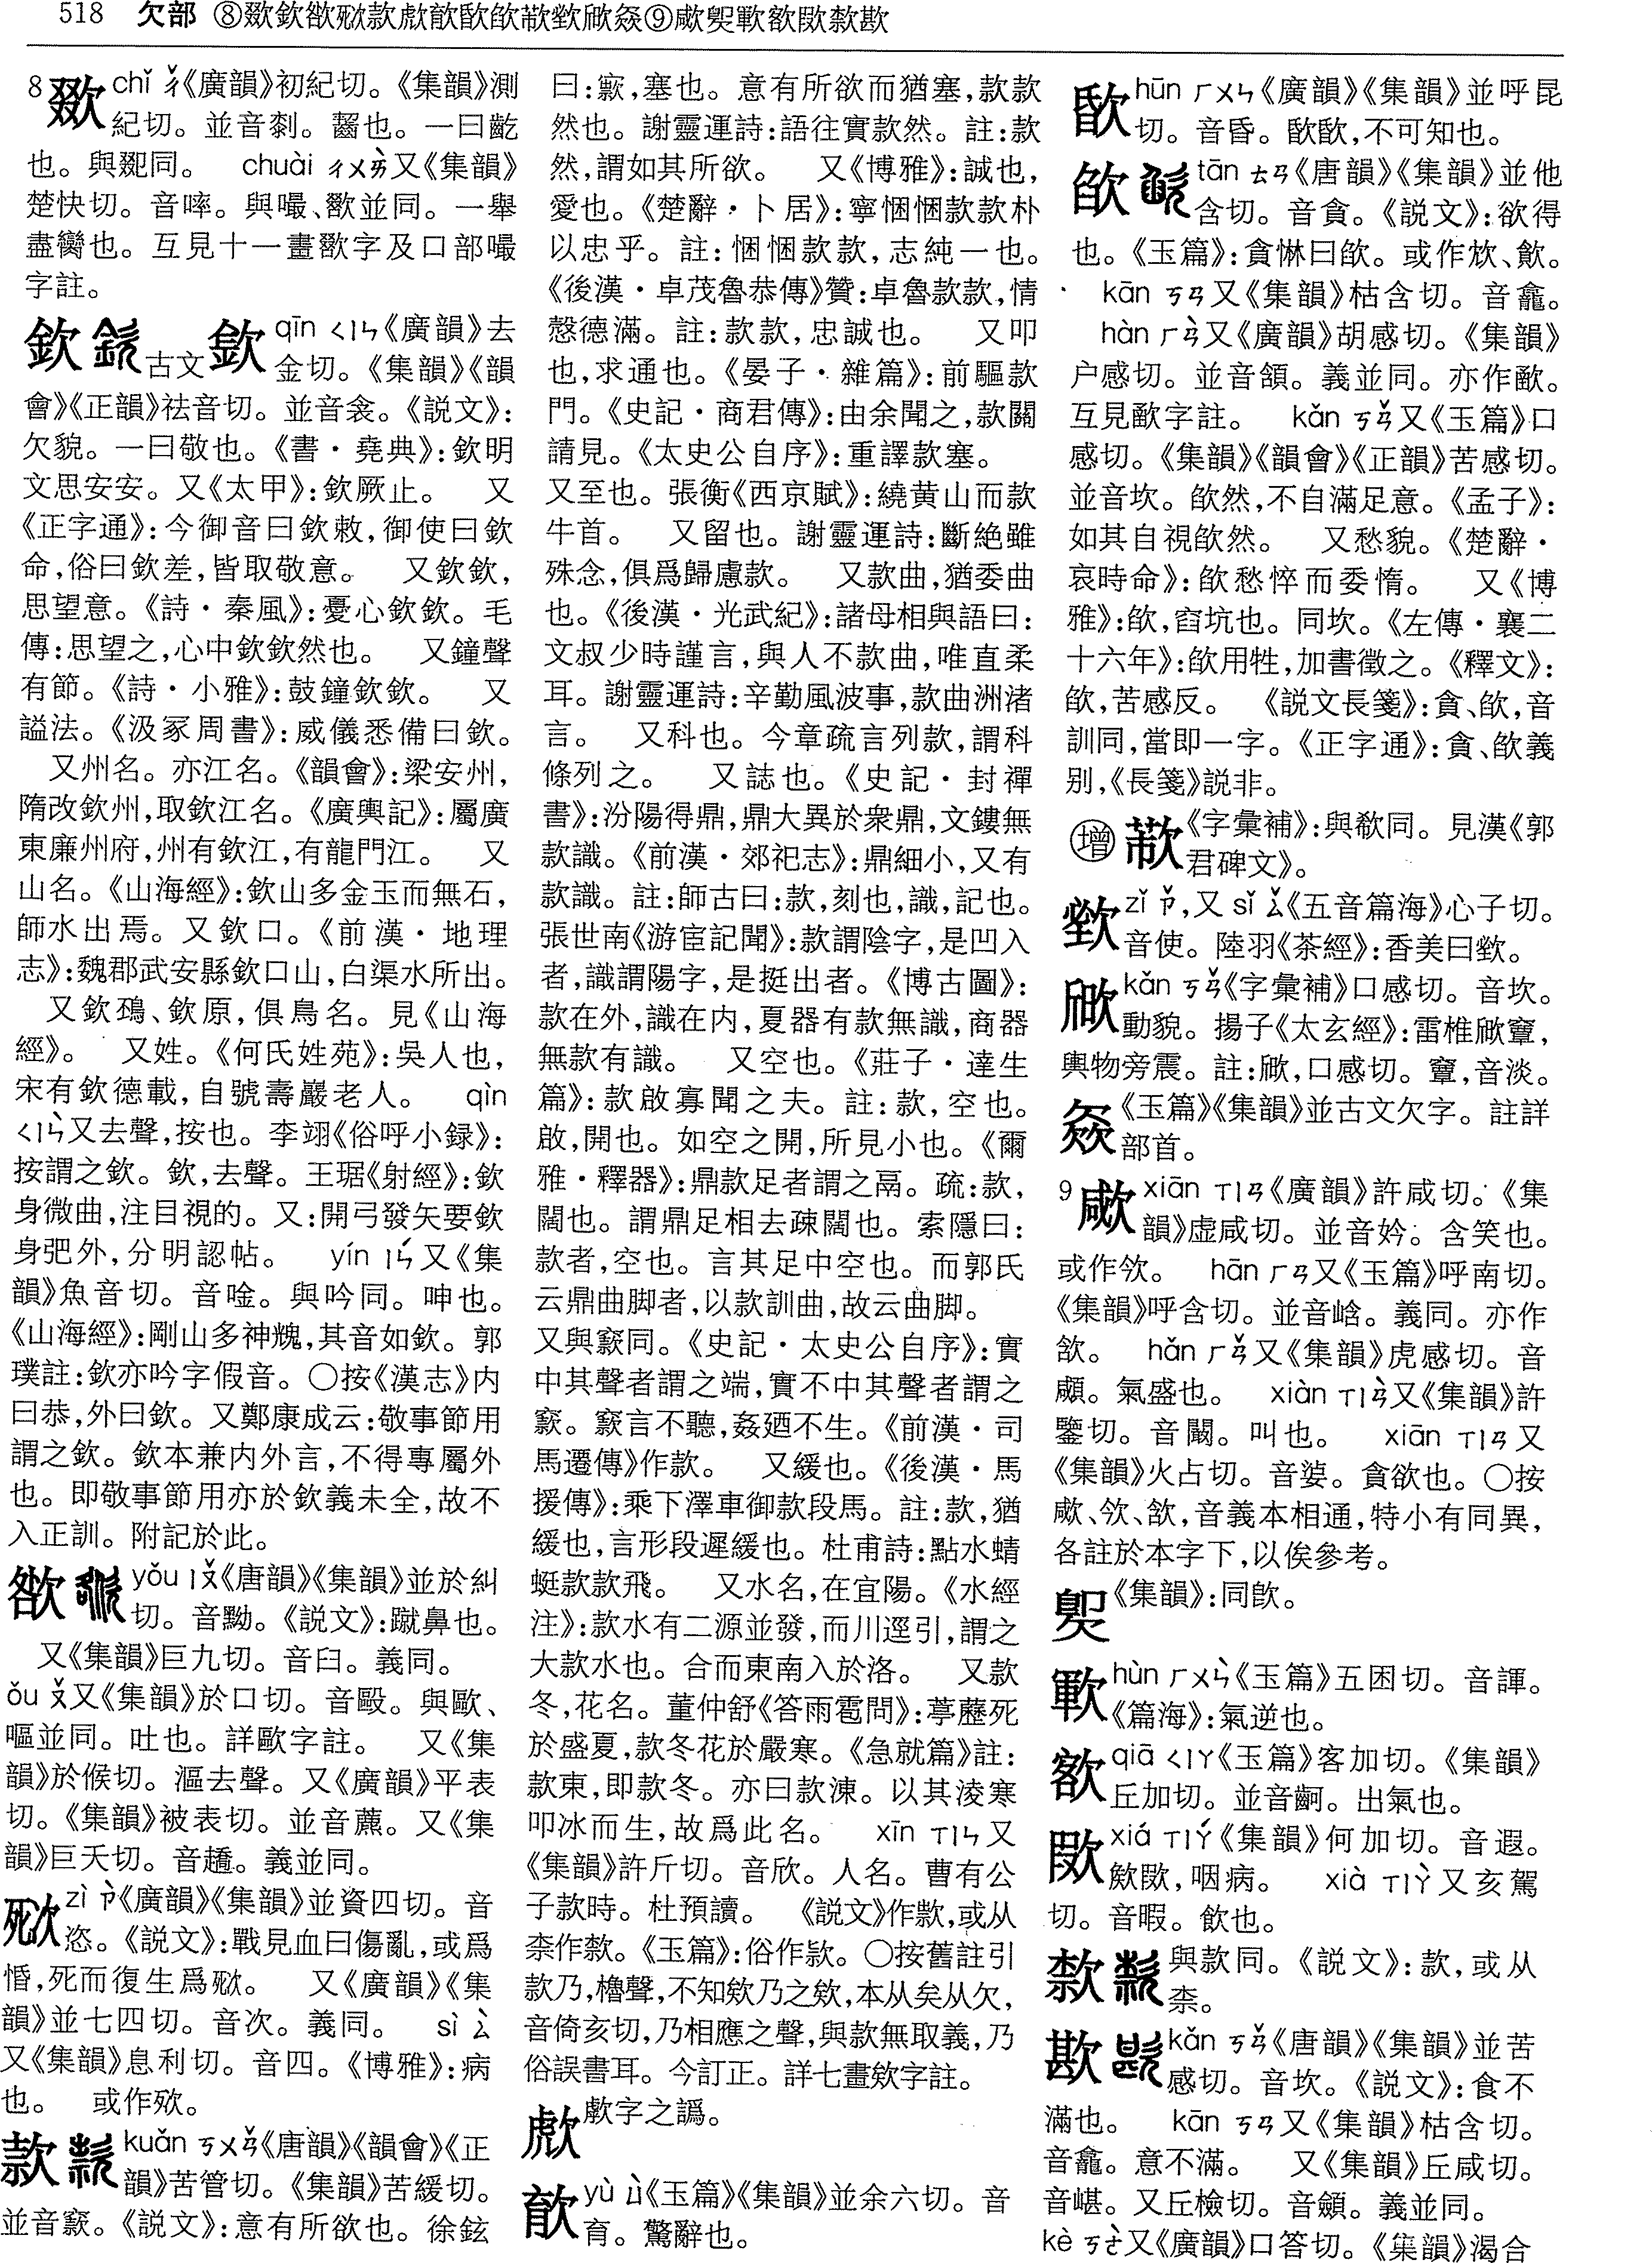 518 欠部 ⑧欼欽欲㱽款歑㰲惛欿歊㰷㰸㱃⑨歁軟欱歀歁
8 chǐ ㄔˇ《廣韻》初紀切。《集韻》測
紀切。並音剶。齧也。一曰齕
也。與㱀同。 chuài ㄔㄨㄞˋ又《集韻》
楚快切。音啐。與嘬、歠並同。一舉
盡臠也。互見十一畫歠字及口部嘬
字註。
欽 古文 qīn ㄑㄧㄣ《廣韻》去
金切。《集韻》《韻
會》《正韻》祛音切。並音衾。《説文》：
欠貌。一曰敬也。《書・堯典》：欽明
文思安安。又《太甲》：欽厥止。 又
《正字通》：今御音曰欽敕，御使曰欽
命，俗曰欽差，皆取敬意。 又欽欽，
思望意。《詩・秦風》：憂心欽欽。毛
傳：思望之，心中欽欽然也。 又鐘聲
有節。《詩・小雅》：鼓鐘欽欽。 又
謚法。《汲冢周書》：威儀悉備曰欽。
又州名。亦江名。《韻會》：梁安州，
隋改欽州，取欽江名。《廣輿記》：屬廣
東廉州府，州有欽江，有龍門江。 又
山名。《山海經》：欽山多金玉而無石，
師水出焉。又欽口。《前漢・地理
志》：魏郡武安縣欽口山，白渠水所出。
又欽䲹、欽原，俱鳥名。見《山海
經》。 又姓。《何氏姓苑》：吳人也，
宋有欽德載，自號壽巖老人。 qìn
ㄑㄧㄣˋ又去聲，按也。李翊《俗呼小録》：
按謂之欽。欽，去聲。王琚《射經》：欽
身微曲，注目視的。又：開弓發矢要欽
身弝外，分明認帖。 yín ㄧㄣˊ又《集
韻》魚音切。音唫。與吟同。呻也。
《山海經》：剛山多神䰠，其音如欽。郭
璞註：欽亦吟字假音。〇按《漢志》内
曰恭，外曰欽。又鄭康成云：敬事節用
謂之欽。欽本兼内外言，不得專屬外
也。即敬事節用亦於欽義未全，故不
入正訓。附記於此。
yǒu ㄧㄡˇ《唐韻》《集韻》並於糾
切。音黝。《説文》：蹴鼻也。
又《集韻》巨九切。音臼。義同。
ǒu ㄡˇ又《集韻》於口切。音毆。與歐、
嘔並同。吐也。詳歐字註。 又《集
韻》於候切。漚去聲。又《廣韻》平表
切。《集韻》被表切。並音藨。又《集
韻》巨夭切。音趫。義並同。
zì ㄗˋ《廣韻》《集韻》並資四切。音
恣。《説文》：戰見血曰傷亂，或爲
惛，死而復生爲㱽。 又《廣韻》《集
韻》並七四切。音次。義同。 sì ㄙˋ
又《集韻》息利切。音四。《博雅》：病
也。 或作㱞。
款 kuǎn ㄎㄨㄢˇ《唐韻》《韻會》《正
韻》苦管切。《集韻》苦緩切。
並音窾。《説文》：意有所欲也。徐鉉
曰：㱁，塞也。意有所欲而猶塞，款款
然也。謝靈運詩：語往實款然。註：款
然，謂如其所欲。 又《博雅》：誠也，
愛也。《楚辭・卜居》：寧悃悃款款朴
以忠乎。註：悃悃款款，志純一也。
《後漢・卓茂魯恭傳》贊：卓魯款款，情
慤德滿。註：款款，忠誠也。 又叩
也，求通也。《晏子・雜篇》：前驅款
門。《史記・商君傳》：由余聞之，款關
請見。《太史公自序》：重譯款塞。
又至也。張衡《西京賦》：繞黄山而款
牛首。 又留也。謝靈運詩：斷絶雖
殊念，俱爲歸慮款。 又款曲，猶委曲
也。《後漢・光武紀》：諸母相與語曰：
文叔少時謹言，與人不款曲，唯直柔
耳。謝靈運詩：辛勤風波事，款曲洲渚
言。 又科也。今章疏言列款，謂科
條列之。 又誌也。《史記・封禪
書》：汾陽得鼎，鼎大異於衆鼎，文鏤無
款識。《前漢・郊祀志》：鼎細小，又有
款識。註：師古曰：款，刻也，識，記也。
張世南《游宦記聞》：款謂陰字，是凹入
者，識謂陽字，是挺出者。《博古圖》：
款在外，識在内，夏器有款無識，商器
無款有識。 又空也。《莊子・達生
篇》：款啟寡聞之夫。註：款，空也。
啟，開也。如空之開，所見小也。《爾
雅・釋器》：鼎款足者謂之鬲。疏：款，
闊也。謂鼎足相去疎闊也。索隱曰：
款者，空也。言其足中空也。而郭氏
云鼎曲脚者，以款訓曲，故云曲脚。
又與窾同。《史記・太史公自序》：實
中其聲者謂之端，實不中其聲者謂之
窾。窾言不聽，姦廼不生。《前漢・司
馬遷傳》作款。 又緩也。《後漢・馬
援傳》：乘下澤車御款段馬。註：款，猶
緩也，言形段遲緩也。杜甫詩：點水蜻
蜓款款飛。 又水名，在宜陽。《水經
注》：款水有二源並發，而川逕引，謂之
大款水也。合而東南入於洛。 又款
冬，花名。董仲舒《答雨雹問》：葶藶死
於盛夏，款冬花於嚴寒。《急就篇》註：
款東，即款冬。亦曰款涷。以其淩寒
叩冰而生，故爲此名。 xīn ㄒㄧㄣ又
《集韻》許斤切。音欣。人名。曹有公
子款時。杜預讀。 《説文》作歀，或从
柰作㰴。《玉篇》：俗作欵。〇按舊註引
款乃，櫓聲，不知欸乃之欸，本从矣从欠，
音倚亥切，乃相應之聲，與款無取義，乃
俗誤書耳。今訂正。詳七畫欸字註。
歔字之譌。
yù ㄩˋ《玉篇》《集韻》並余六切。音
育。驚辭也。
hūn ㄏㄨㄣ《廣韻》《集韻》並呼昆
切。音昏。㰲㰲，不可知也。
欿 tān ㄊㄢ《唐韻》《集韻》並他
含切。音貪。《説文》：欲得
也。《玉篇》：貪惏曰欿。或作㰹、㱃。
kān ㄎㄢ又《集韻》枯含切。音龕。
hàn ㄏㄢˋ又《廣韻》胡感切。《集韻》
户感切。並音頷。義並同。亦作歞。
互見歞字註。 kǎn ㄎㄢˇ又《玉篇》口
感切。《集韻》《韻會》《正韻》苦感切。
並音坎。欿然，不自滿足意。《孟子》：
如其自視欿然。 又愁貌。《楚辭・
哀時命》：欿愁悴而委惰。 又《博
雅》：欿，窞坑也。同坎。《左傳・襄二
十六年》：欿用牲，加書徵之。《釋文》：
欿，苦感反。 《説文長箋》：貪、欿，音
訓同，當即一字。《正字通》：貪、欿義
别，《長箋》説非。
增 《字彙補》：與欷同。見漢《郭
君碑文》。
zǐ ㄗˇ，又 sǐ ㄙˇ《五音篇海》心子切。
音使。陸羽《茶經》：香美曰㰷。
kǎn ㄎㄢˇ《字彙補》口感切。音坎。
動貌。揚子《太玄經》：雷椎㰸窞，
輿物旁震。註：㰸，口感切。窞，音淡。
《玉篇》《集韻》並古文欠字。註詳
部首。
9 xiān ㄒㄧㄢ《廣韻》許咸切。《集
韻》虚咸切。並音妗。含笑也。
或作欦。 hān ㄏㄢ又《玉篇》呼南切。
《集韻》呼含切。並音峆。義同。亦作
欱。 hǎn ㄏㄢˇ又《集韻》虎感切。音
顑。氣盛也。 xiàn ㄒㄧㄢˋ又《集韻》許
鑒切。音闞。叫也。 xiān ㄒㄧㄢ又
《集韻》火占切。音㜣。貪欲也。〇按
㰹、欦、欱，音義本相通，特小有同異，
各註於本字下，以俟參考。
《集韻》：同㰦。
hùn ㄏㄨㄣˋ《玉篇》五困切。音諢。
《篇海》：氣逆也。
qiā ㄑㄧㄚ《玉篇》客加切。《集韻》
丘加切。並音齣。出氣也。
xiá ㄒㄧㄚˊ《集韻》何加切。音遐。
欻㰺，咽病。 xià ㄒㄧㄚˋ又亥駕
切。音暇。飲也。
與款同。《説文》：款，或从
柰。
歁 kǎn ㄎㄢˇ《唐韻》《集韻》並苦
感切。音坎。《説文》：食不
滿也。 kān ㄎㄢ又《集韻》枯含切。
音龕。意不滿。 又《集韻》丘咸切。
音嵁。又丘檢切。音顩。義並同。
kè ㄎㄜˋ又《廣韻》口答切。《集韻》渴合